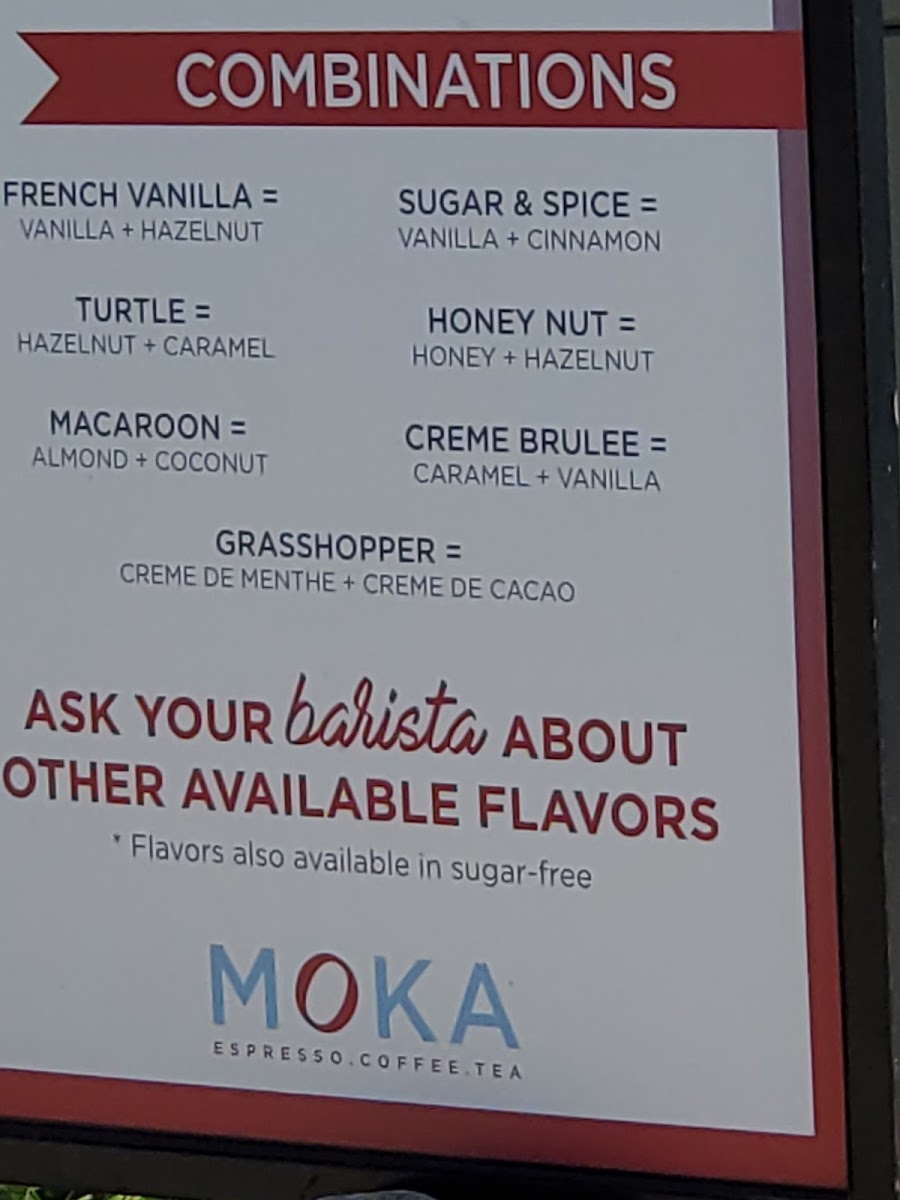 COMBINATIONS
FRENCH VANILLA =
VANILLA + HAZELNUT
SUGAR & SPICE =
VANILLA + CINNAMON
TURTLE =
HAZELNUT + CARAMEL
HONEY NUT =
HONEY + HAZELNUT
MACAROON =
ALMOND + COCONUT
CREME BRULEE =
CARAMEL + VANILLA
GRASSHOPPER =
CREME DE MENTHE + CREME DE CACAO
ASK YOUR barista ABOUT
OTHER AVAILABLE FLAVORS
* Flavors also available in sugar-free
MOKA
ESPRESSO.COFFEE.TEA